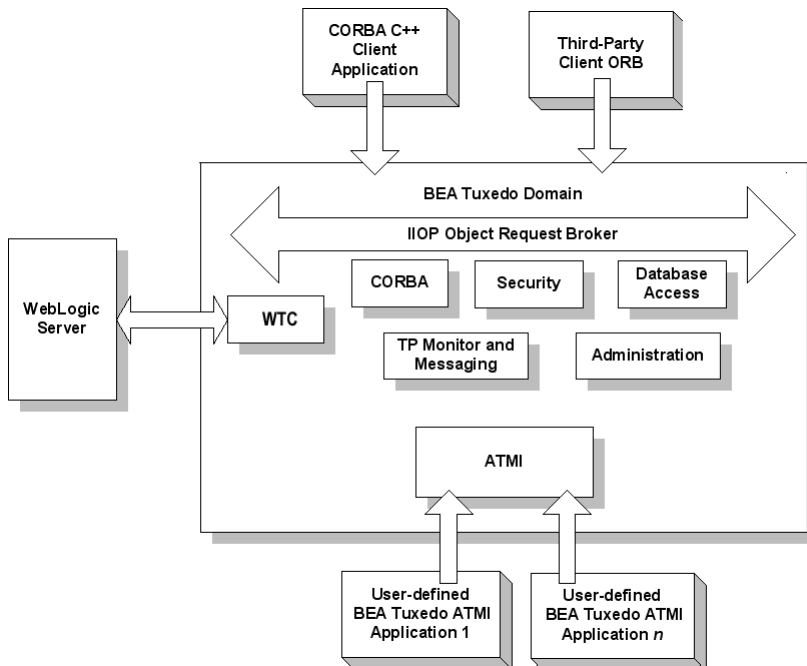 CORBA C++
Client
Application
Third-Party
Client ORB
BEA Tuxedo Domain
IIOP Object Request Broker
WebLogic
Server
WTC
CORBA
Security
Database
Access
TP Monitor and
Messaging
Administration
ATMI
User-defined
BEA Tuxedo ATMI
Application 1
User-defined
BEA Tuxedo ATMI
Application n